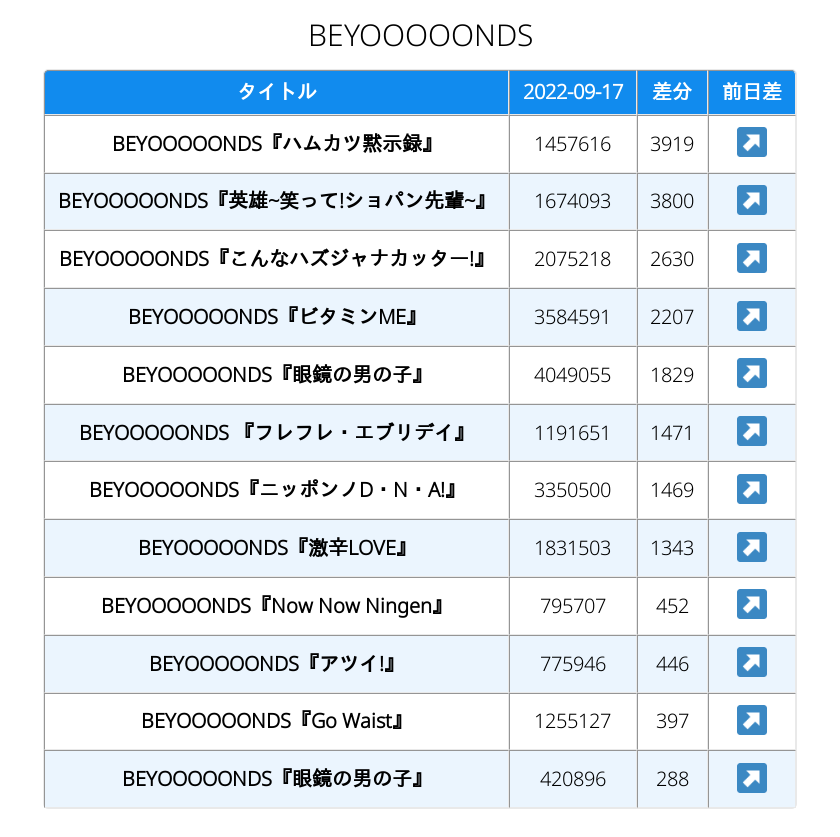 BEYOOOOONDS
タイトル 2022-09-17 差分 前日差
BEYOOOOONDS『ハムカツ黙示録』 1457616 3919 ↗
BEYOOOOONDS『英雄~笑って!ショパン先輩~』 1674093 3800 ↗
BEYOOOOONDS『こんなハズジャナカッター!』 2075218 2630 ↗
BEYOOOOONDS『ビタミンME』 3584591 2207 ↗
BEYOOOOONDS『眼鏡の男の子』 4049055 1829 ↗
BEYOOOOONDS 『フレフレ・エブリデイ』 1191651 1471 ↗
BEYOOOOONDS『ニッポンノD・N・A!』 3350500 1469 ↗
BEYOOOOONDS『激辛LOVE』 1831503 1343 ↗
BEYOOOOONDS『Now Now Ningen』 795707 452 ↗
BEYOOOOONDS『アツイ!』 775946 446 ↗
BEYOOOOONDS『Go Waist』 1255127 397 ↗
BEYOOOOONDS『眼鏡の男の子』 420896 288 ↗